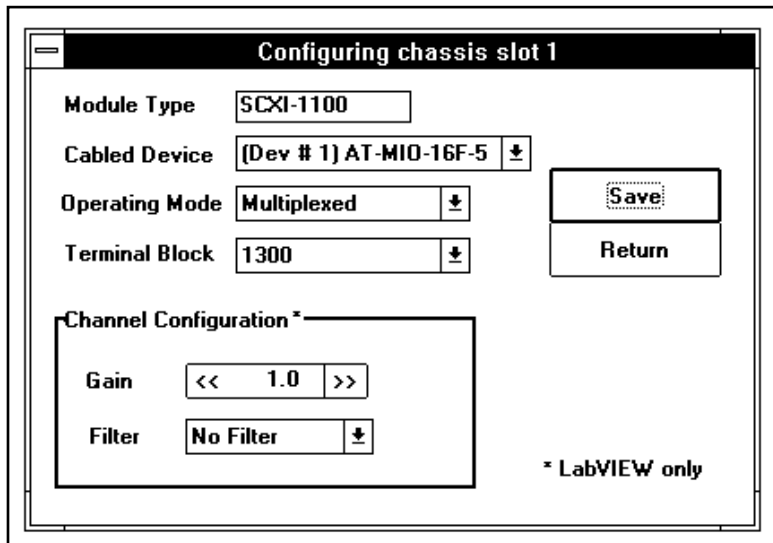 Configuring chassis slot 1
Module Type SCXI-1100
Cabled Device (Dev # 1) AT-MIO-16F-5
Operating Mode Multiplexed
Save
Terminal Block 1300
Return
Channel Configuration *
Gain << 1.0 >>
Filter No Filter
* LabVIEW only